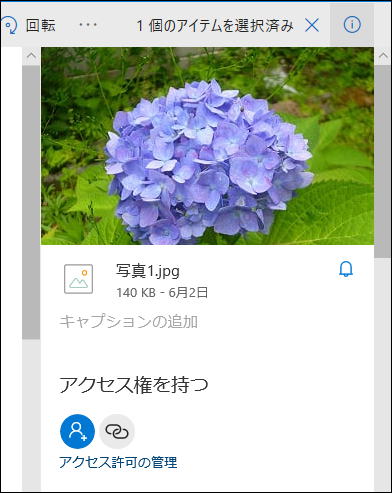 回転 ··· 1 個のアイテムを選択済み
写真1.jpg
140 KB - 6月2日
キャプションの追加
アクセス権を持つ
アクセス許可の管理